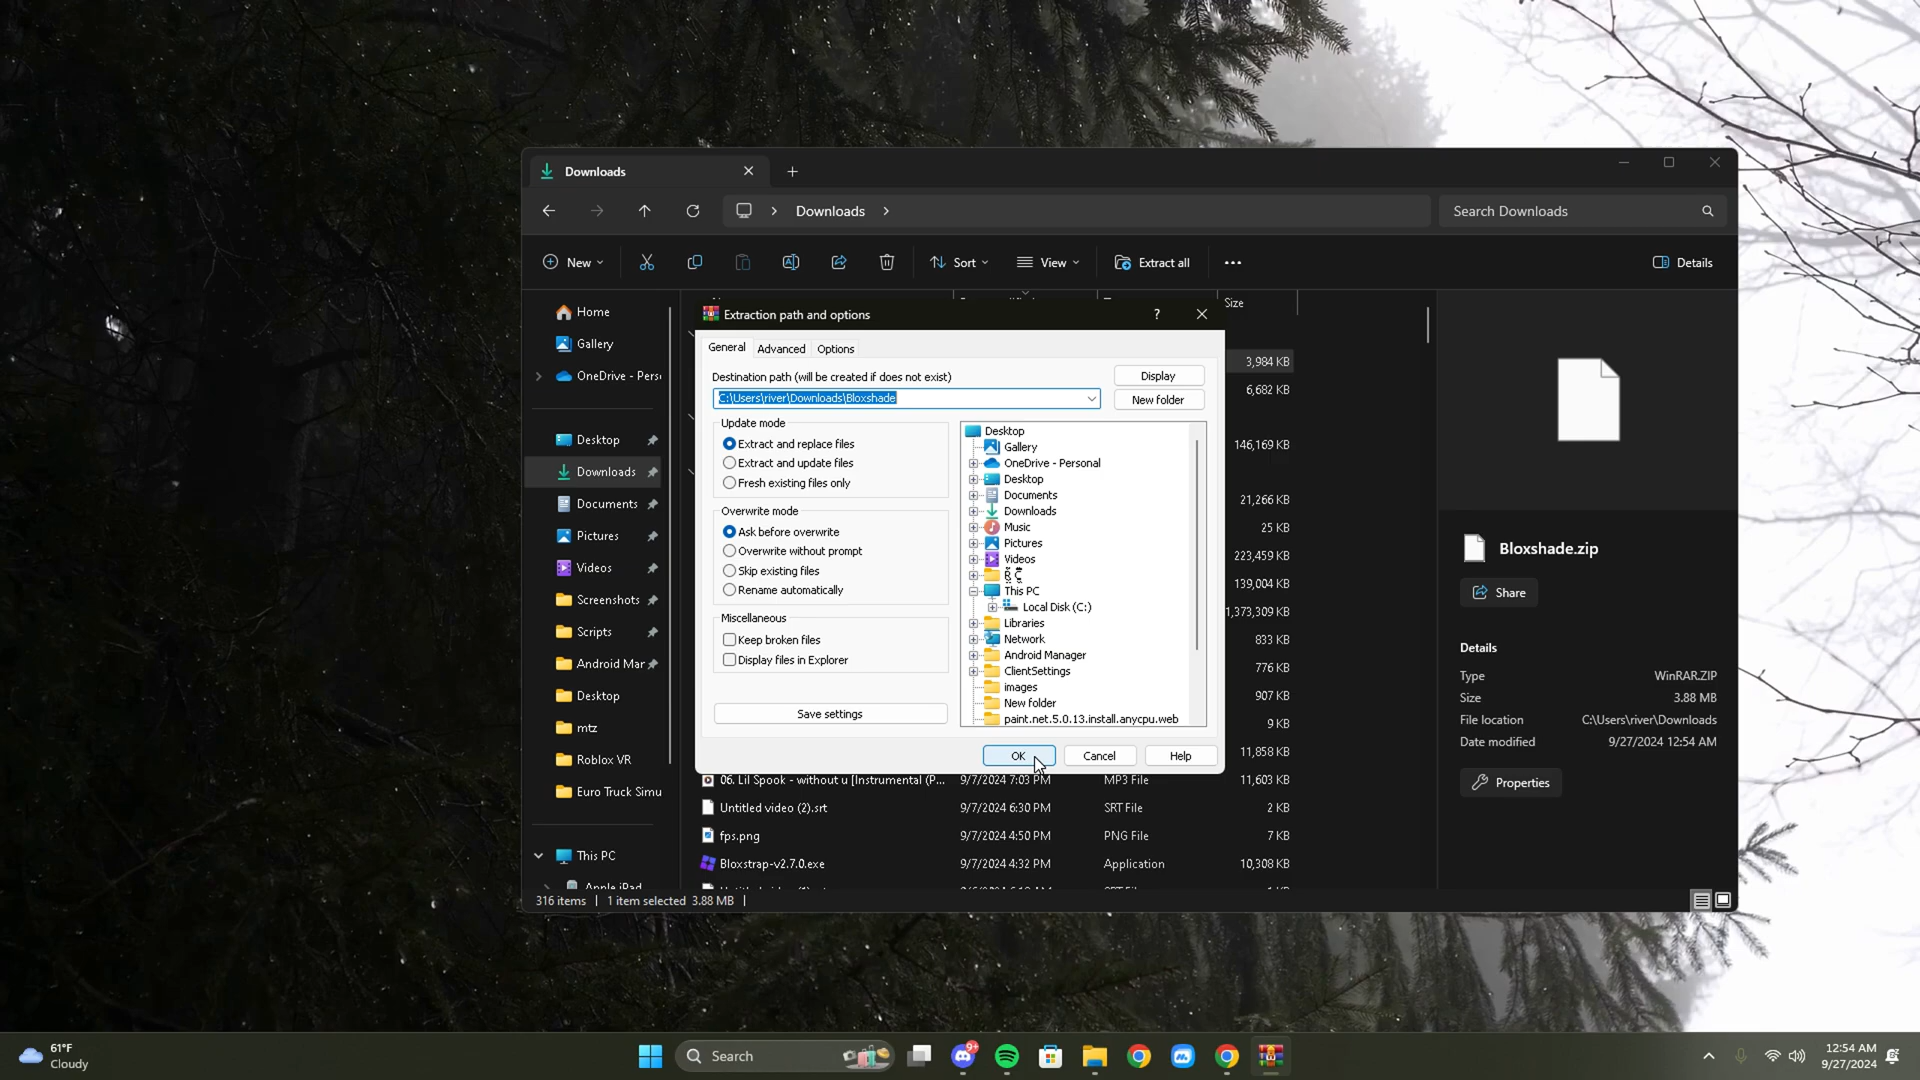 Downloads
Downloads
Search Downloads
New
Sort
View
Extract all
Details
Home
Gallery
OneDrive - Pers
Desktop
Downloads
Documents
Pictures
Videos
Screenshots
Scripts
Android Mar
Desktop
mtz
Roblox VR
Euro Truck Simu
This PC
Apple iPad
Size
3,984 KB
6,682 KB
146,169 KB
21,266 KB
25 KB
223,459 KB
139,004 KB
1,373,309 KB
833 KB
776 KB
907 KB
9 KB
11,858 KB
Extraction path and options
?
General
Advanced
Options
Destination path (will be created if does not exist)
Display
C:\Users\river\Downloads\Bloxshade
New folder
Update mode
Extract and replace files
Extract and update files
Fresh existing files only
Overwrite mode
Ask before overwrite
Overwrite without prompt
Skip existing files
Rename automatically
Miscellaneous
Keep broken files
Display files in Explorer
Save settings
Desktop
Gallery
OneDrive - Personal
Desktop
Documents
Downloads
Music
Pictures
Videos
This PC
Local Disk (C:)
Libraries
Network
Android Manager
ClientSettings
images
New folder
paint.net.5.0.13.install.anycpu.web
OK
Cancel
Help
06. Lil Spook - without u [Instrumental (P... 9/7/2024 7:03 PM MP3 File 11,603 KB
Untitled video (2).srt 9/7/2024 6:30 PM SRT File 2 KB
fps.png 9/7/2024 4:50 PM PNG File 7 KB
Bloxstrap-v2.7.0.exe 9/7/2024 4:32 PM Application 10,308 KB
316 items
1 item selected 3.88 MB
Bloxshade.zip
Share
Details
Type WinRAR.ZIP
Size 3.88 MB
File location C:\Users\river\Downloads
Date modified 9/27/2024 12:54 AM
Properties
61°F
Cloudy
Search
9+
12:54 AM
9/27/2024